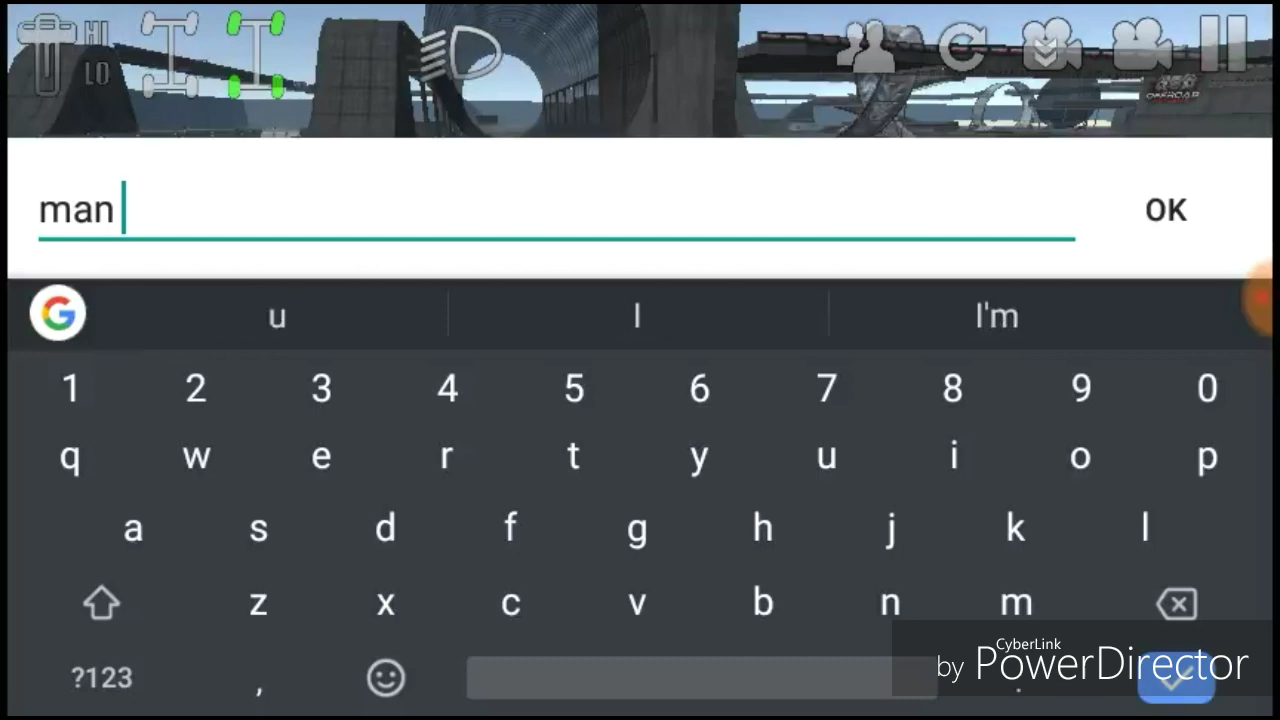 HI
LO
man
OK
u I I'm
1 2 3 4 5 6 7 8 9 0
q w e r t y u i o p
a s d f g h j k l
z x c v b n m
?123 , .
CyberLink
by PowerDirector